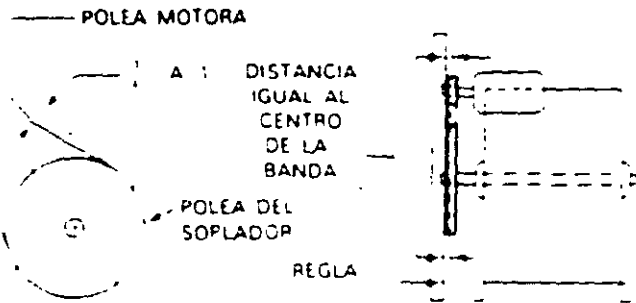 POLEA MOTORA
A
DISTANCIA
IGUAL AL
CENTRO
DE LA
BANDA
POLEA DEL
SOPLADOR
REGLA